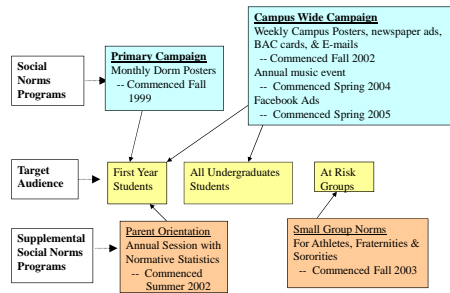 Campus Wide Campaign
Weekly Campus Posters, newspaper ads,
BAC cards, & E-mails
-- Commenced Fall 2002
Annual music event
-- Commenced Spring 2004
Facebook Ads
-- Commenced Spring 2005
Primary Campaign
Monthly Dorm Posters
-- Commenced Fall
1999
Social
Norms
Programs
Target
Audience
First Year
Students
All Undergraduates
Students
At Risk
Groups
Supplemental
Social Norms
Programs
Parent Orientation
Annual Session with
Normative Statistics
-- Commenced
Summer 2002
Small Group Norms
For Athletes, Fraternities &
Sororities
-- Commenced Fall 2003